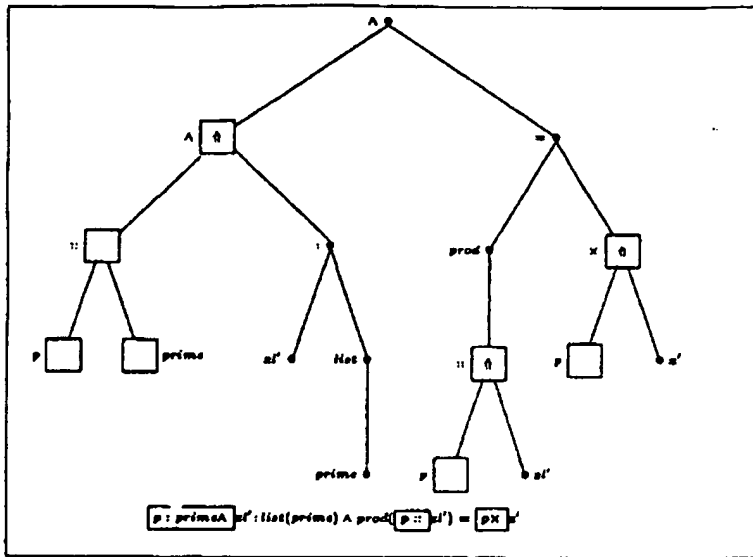 ∧
∧ ⇑
=
:: 
:
prod
× ⇑
p
prime
xl'
list
:: ⇑
p
x'
prime
p
xl'
p : prime∧ xl' : list(prime) ∧ prod( p :: xl') = p× x'